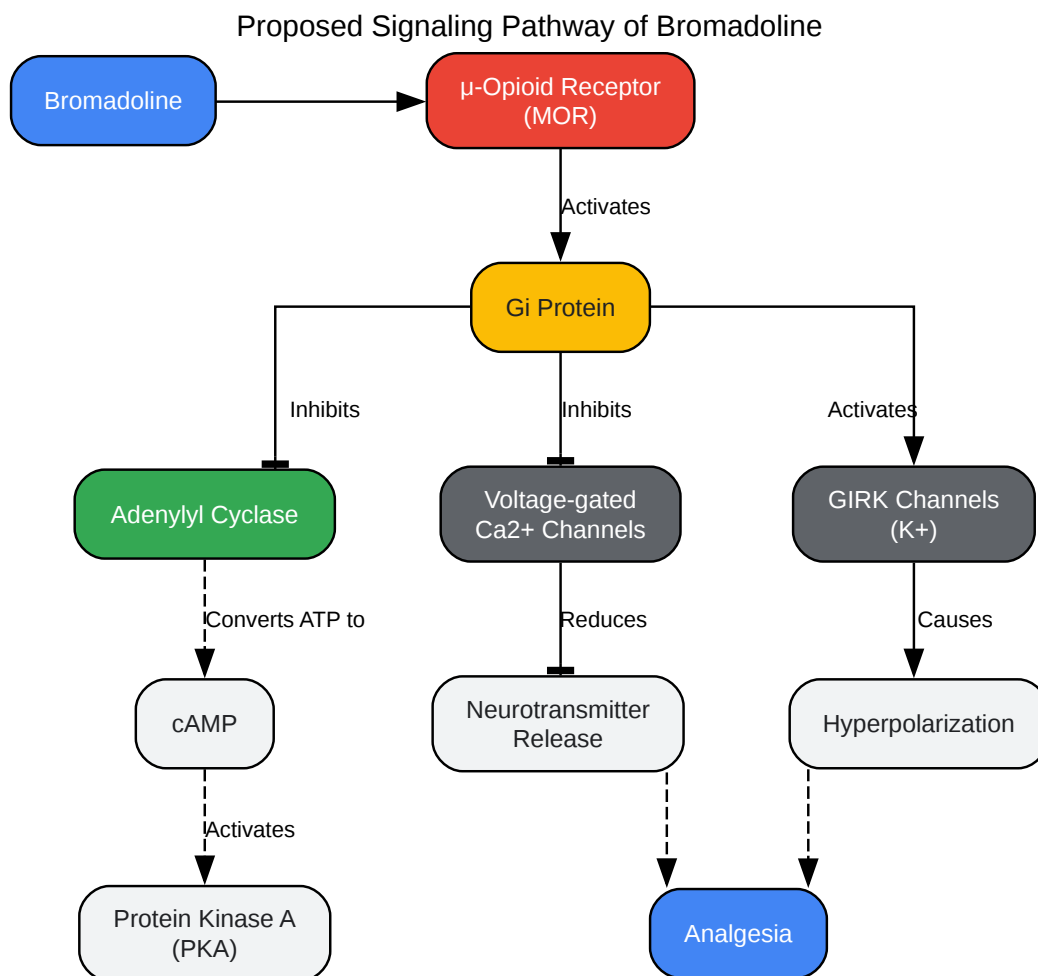 Proposed Signaling Pathway of Bromadoline
Bromadoline
μ-Opioid Receptor
(MOR)
Activates
Gi Protein
Inhibits
Inhibits
Activates
Adenylyl Cyclase
Voltage-gated
Ca2+ Channels
GIRK Channels
(K+)
Converts ATP to
Reduces
Causes
cAMP
Neurotransmitter
Release
Hyperpolarization
Activates
Protein Kinase A
(PKA)
Analgesia